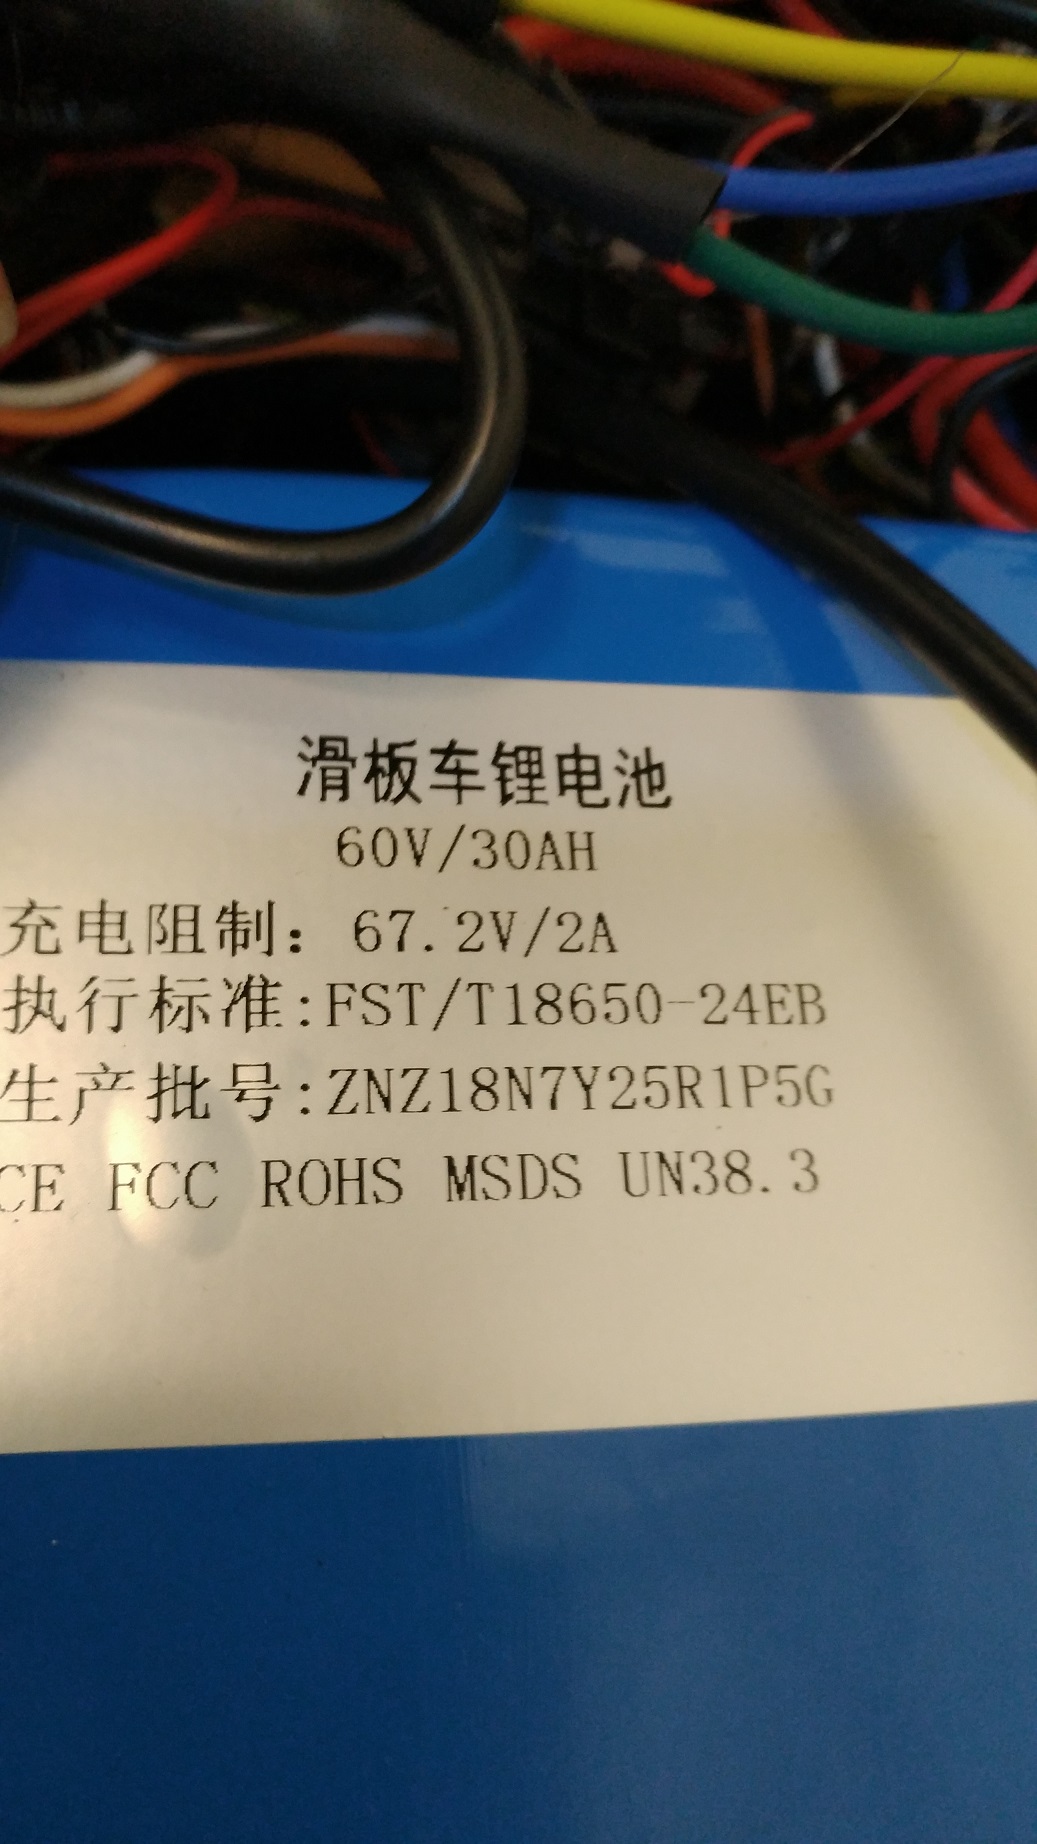 滑板车锂电池
60V/30AH
充电阻制：67.2V/2A
执行标准:FST/T18650-24EB
生产批号:ZNZ18N7Y25R1P5G
CE FCC ROHS MSDS UN38.3